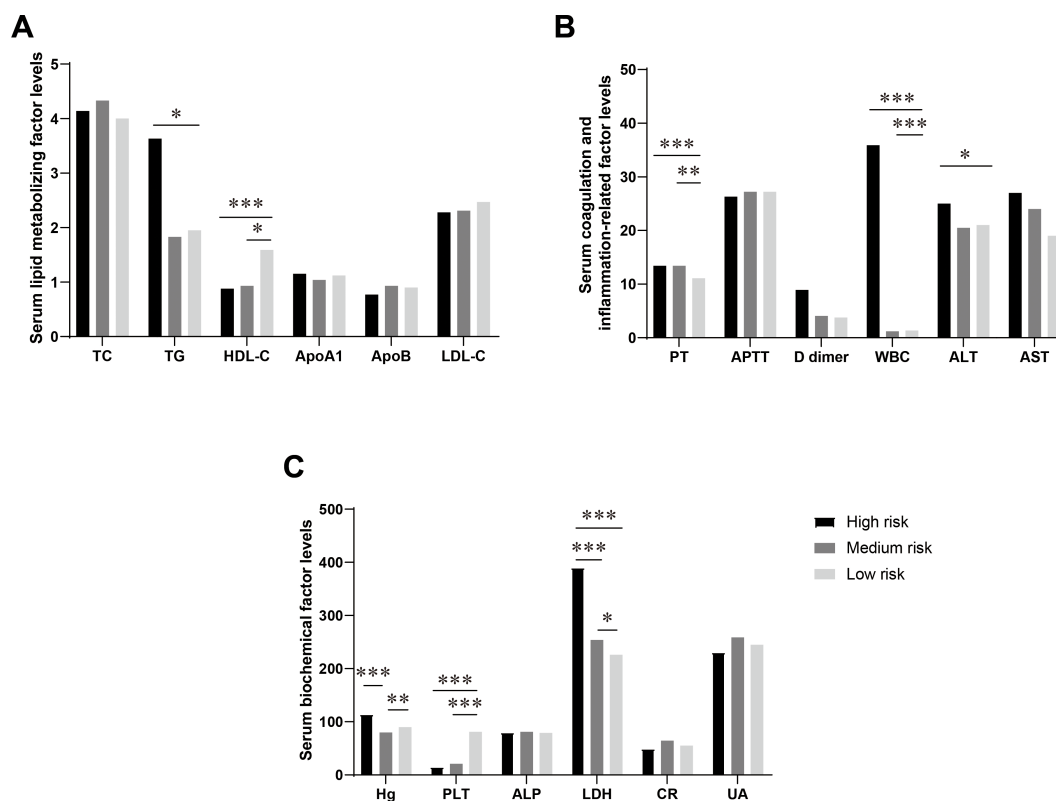 A
Serum lipid metabolizing factor levels
5
4
3
2
1
0
*
***
*
TC TG HDL-C ApoA1 ApoB LDL-C
B
Serum coagulation and
inflammation-related factor levels
50
40
30
20
10
0
***
**
***
***
*
PT APTT D dimer WBC ALT AST
C
Serum biochemical factor levels
500
400
300
200
100
0
***
**
***
***
***
***
*
Hg PLT ALP LDH CR UA
High risk
Medium risk
Low risk